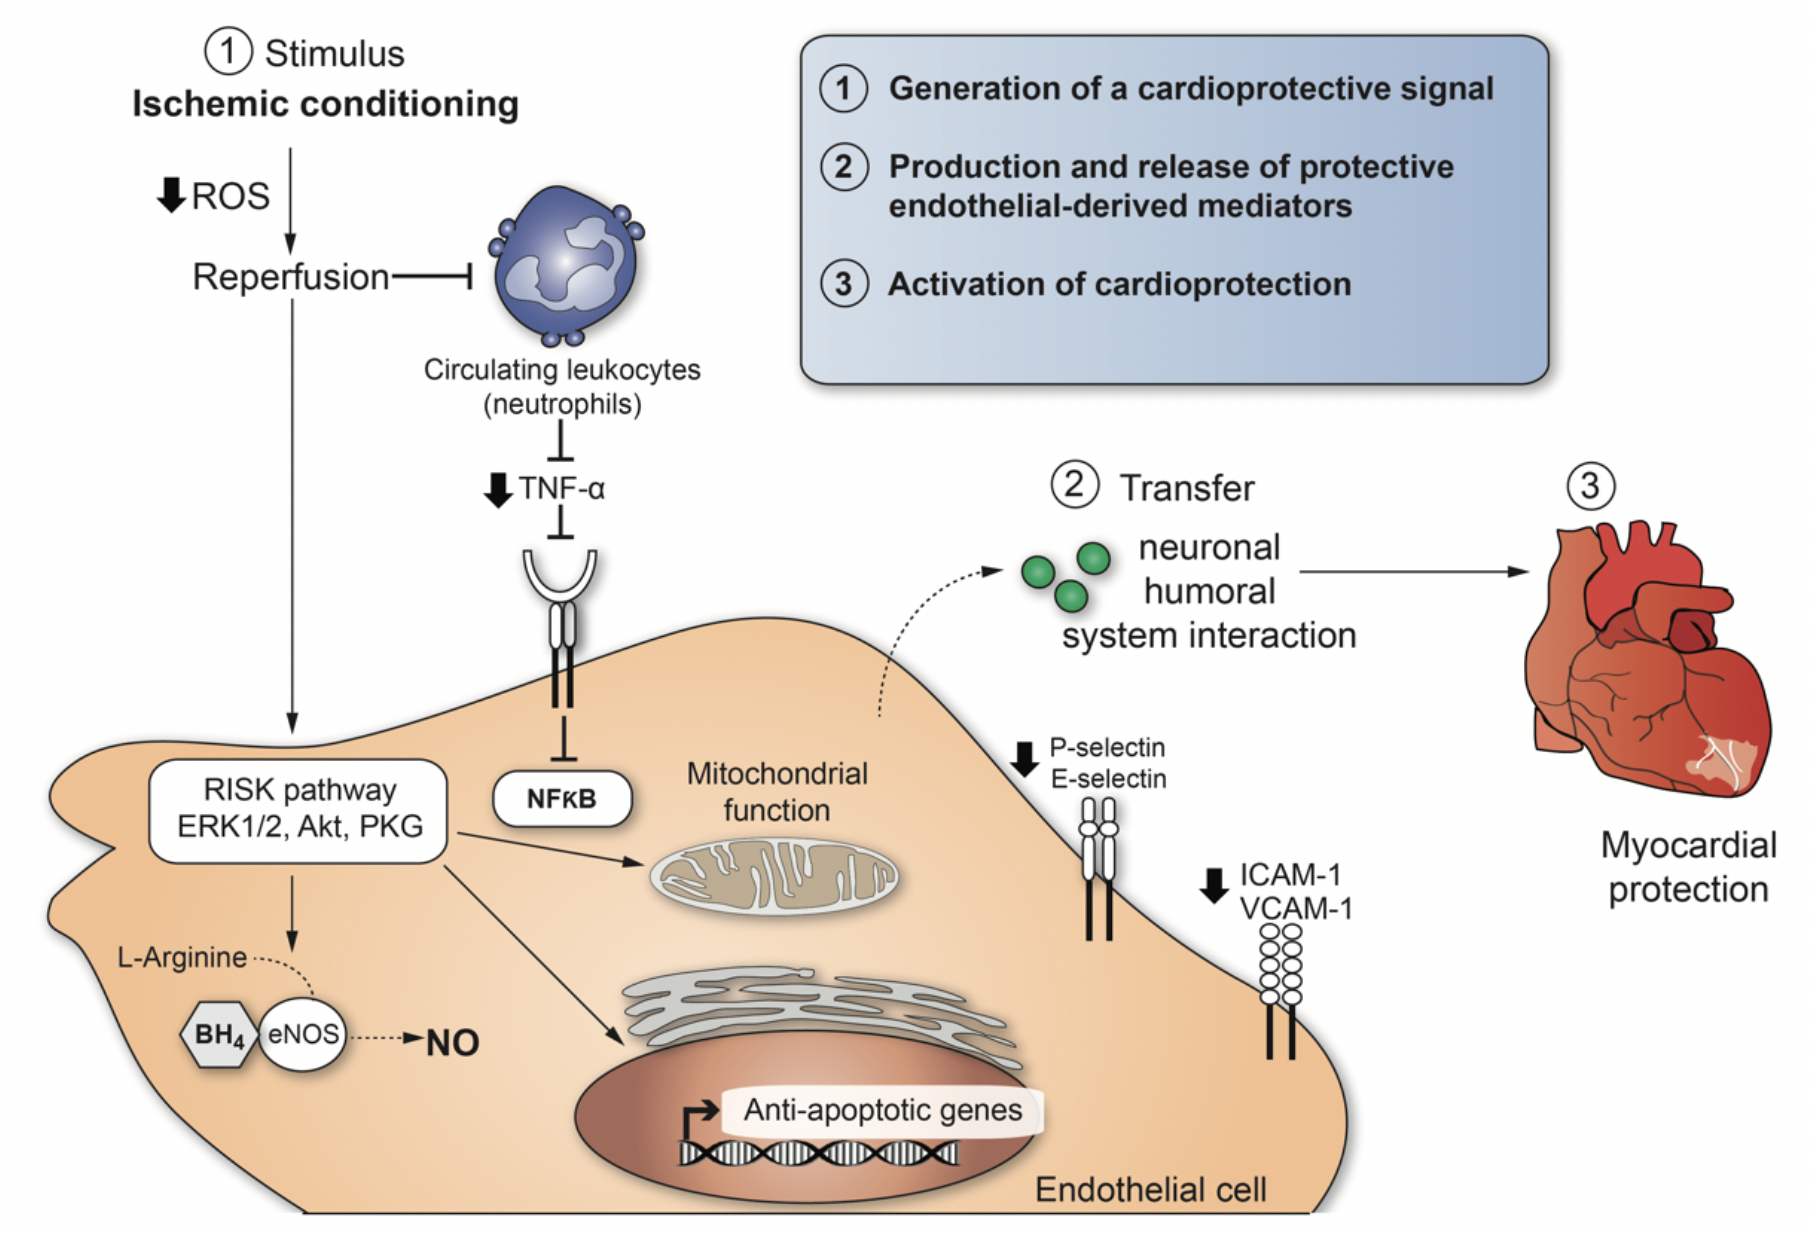 1 Stimulus
Ischemic conditioning
ROS
Reperfusion
Circulating leukocytes
(neutrophils)
TNF-α
1 Generation of a cardioprotective signal
2 Production and release of protective
endothelial-derived mediators
3 Activation of cardioprotection
2 Transfer
neuronal
humoral
system interaction
3
Myocardial
protection
RISK pathway
ERK1/2, Akt, PKG
NFκB
Mitochondrial
function
P-selectin
E-selectin
ICAM-1
VCAM-1
L-Arginine
BH4
eNOS
NO
Anti-apoptotic genes
Endothelial cell